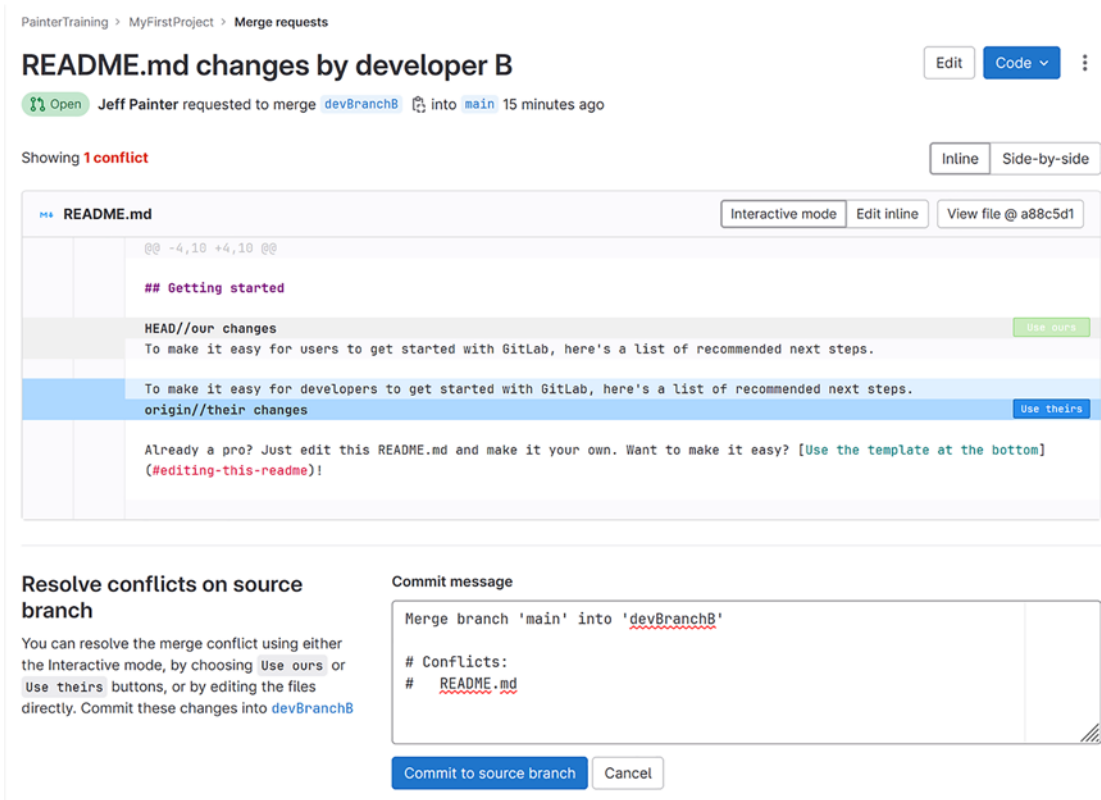 PainterTraining > MyFirstProject > Merge requests
README.md changes by developer B
Edit
Code
Open Jeff Painter requested to merge devBranchB into main 15 minutes ago
Showing 1 conflict
Inline
Side-by-side
README.md
Interactive mode
Edit inline
View file @ a88c5d1
@@ -4,10 +4,10 @@
## Getting started
HEAD//our changes
Use ours
To make it easy for users to get started with GitLab, here's a list of recommended next steps.
To make it easy for developers to get started with GitLab, here's a list of recommended next steps.
origin//their changes
Use theirs
Already a pro? Just edit this README.md and make it your own. Want to make it easy? [Use the template at the bottom]
(#editing-this-readme)!
Resolve conflicts on source
branch
You can resolve the merge conflict using either
the Interactive mode, by choosing Use ours or
Use theirs buttons, or by editing the files
directly. Commit these changes into devBranchB
Commit message
Merge branch 'main' into 'devBranchB'
# Conflicts:
#   README.md
Commit to source branch
Cancel